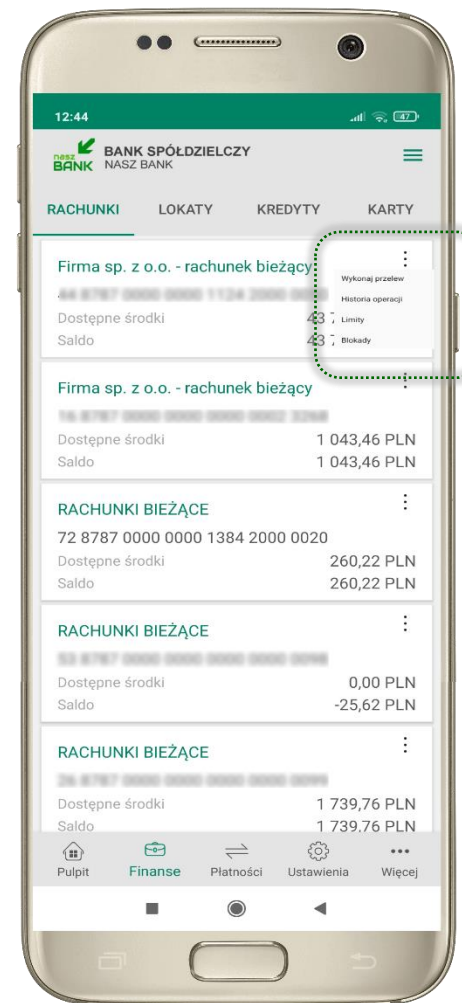 12:44
47
nasz BANK
BANK SPÓŁDZIELCZY
NASZ BANK
RACHUNKI LOKATY KREDYTY KARTY
Firma sp. z o.o. - rachunek bieżący
Wykonaj przelew
Historia operacji
Dostępne środki 43 7
Limity
Saldo 43 7
Blokady
Firma sp. z o.o. - rachunek bieżący
Dostępne środki 1 043,46 PLN
Saldo 1 043,46 PLN
RACHUNKI BIEŻĄCE
72 8787 0000 0000 1384 2000 0020
Dostępne środki 260,22 PLN
Saldo 260,22 PLN
RACHUNKI BIEŻĄCE
Dostępne środki 0,00 PLN
Saldo -25,62 PLN
RACHUNKI BIEŻĄCE
Dostępne środki 1 739,76 PLN
Saldo 1 739,76 PLN
Pulpit Finanse Płatności Ustawienia Więcej